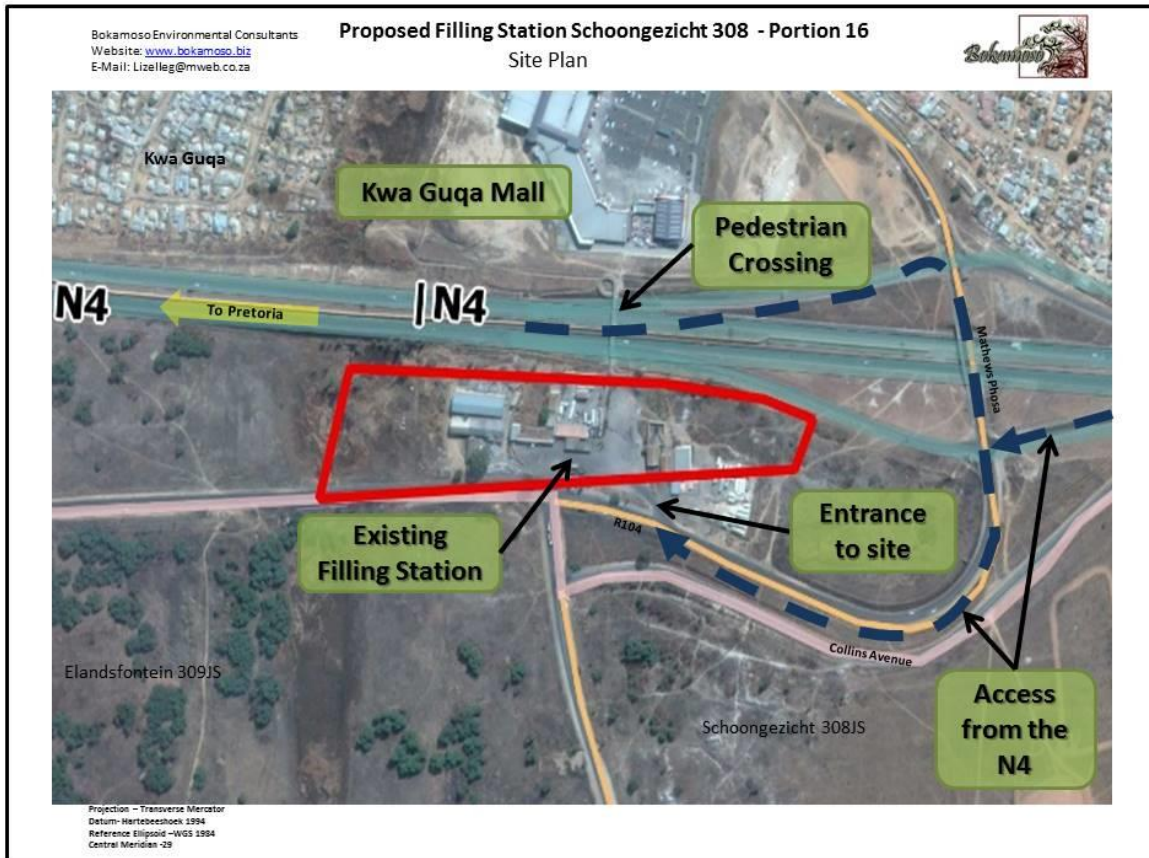 Bokamoso Environmental Consultants
Website: www.bokamoso.biz
E-Mail: Lizelleg@mweb.co.za
Proposed Filling Station Schoongezicht 308 - Portion 16
Site Plan
Bokamoso
Kwa Guqa
Kwa Guqa Mall
Pedestrian
Crossing
N4
To Pretoria
|N4
Mathews Phosa
Existing
Filling Station
R104
Entrance
to site
Collins Avenue
Elandsfontein 309JS
Schoongezicht 308JS
Access
from the
N4
Projection – Transverse Mercator
Datum- Hartebeeshoek 1994
Reference Ellipsoid –WGS 1984
Central Meridian -29